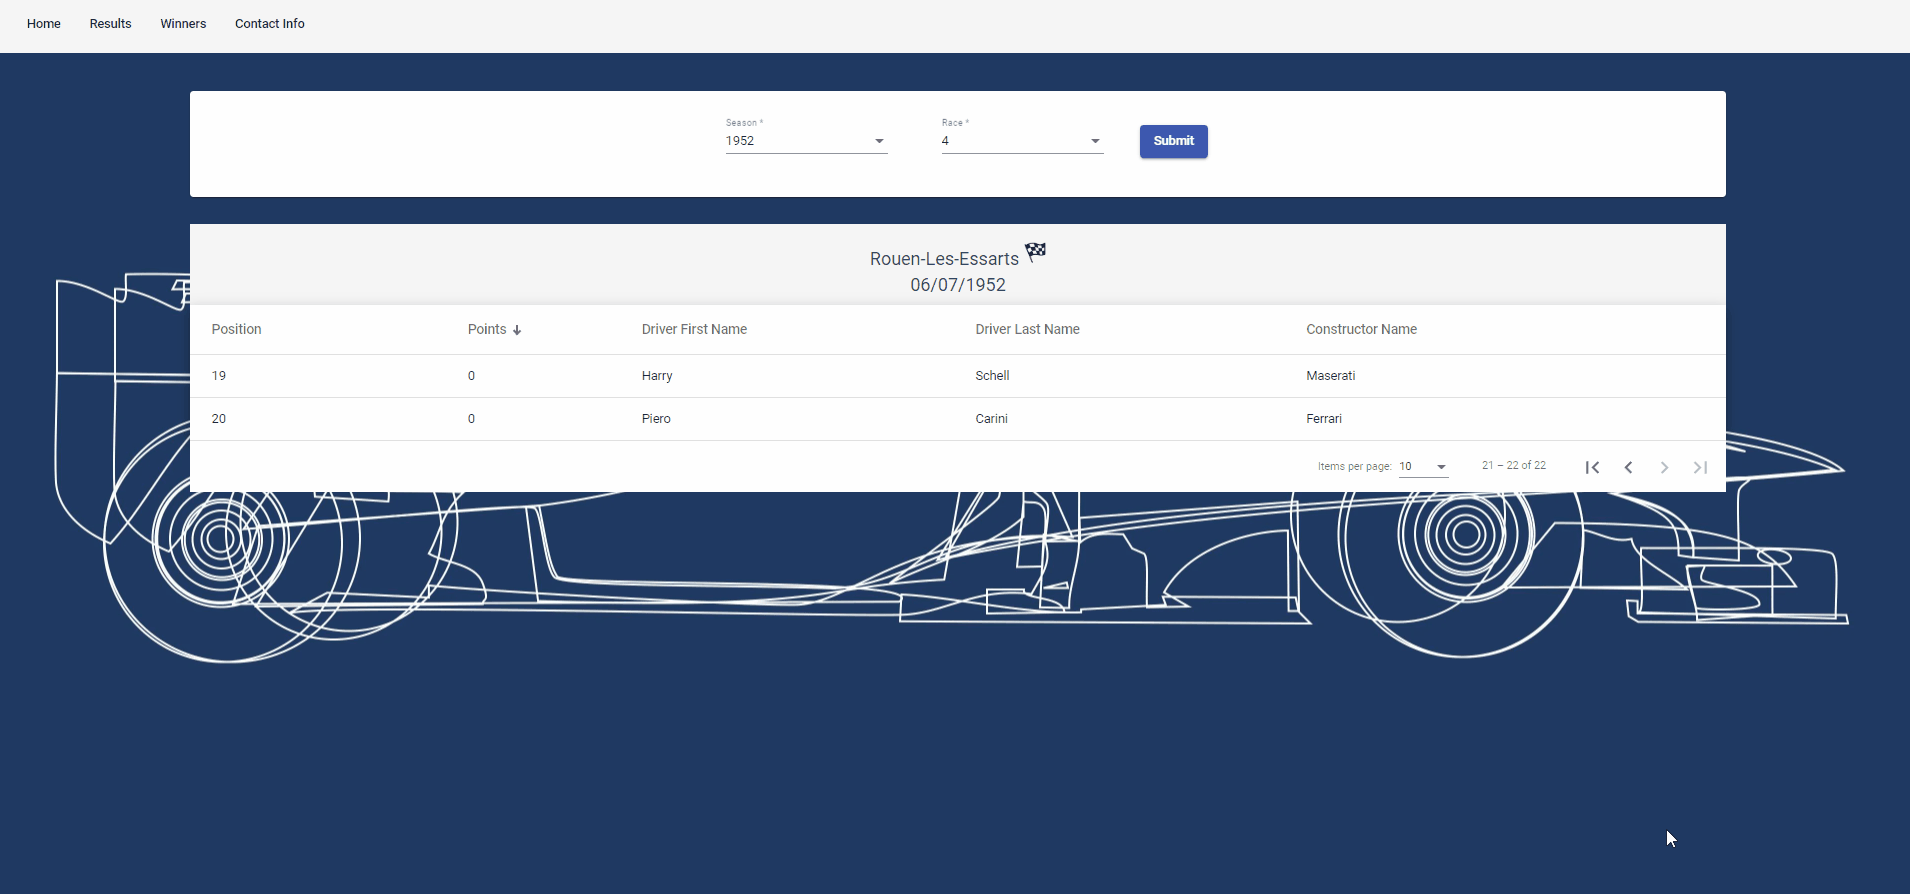 Home Results Winners Contact Info
Season * Race *
1952 4 Submit
Rouen-Les-Essarts
06/07/1952
Position Points Driver First Name Driver Last Name Constructor Name
19 0 Harry Schell Maserati
20 0 Piero Carini Ferrari
Items per page: 10 21 – 22 of 22